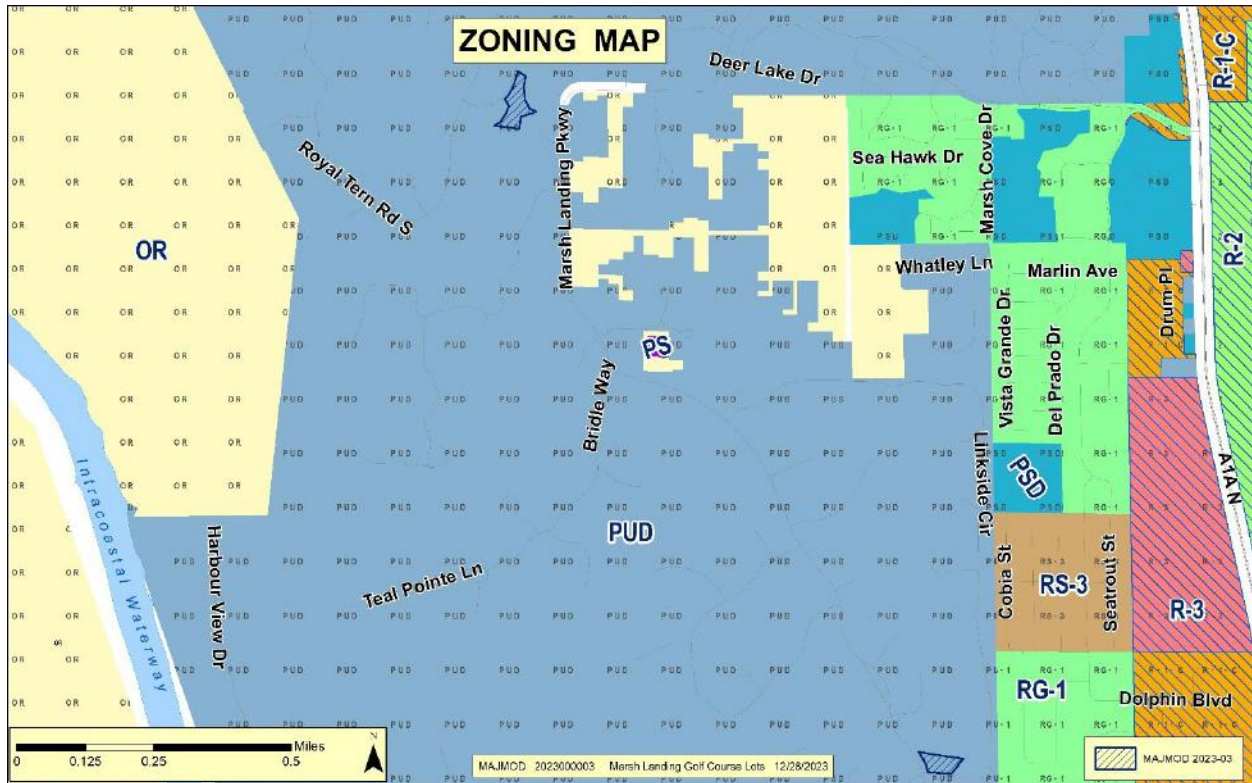 ZONING MAP
Deer Lake Dr
R-1-C
Marsh Landing Pkwy
Royal Tern Rd S
Sea Hawk Dr
Marsh Cove Dr
OR
R-2
Whatley Ln
Marlin Ave
Drum Pl
Vista Grande Dr
Del Prado Dr
PS
Bridle Way
A1A N
Linkside Cir
PSD
Intracoastal Waterway
Harbour View Dr
PUD
Teal Pointe Ln
Cobia St
RS-3
Seatrout St
R-3
RG-1
Dolphin Blvd
Miles
0 0.125 0.25 0.5
N
MAJMOD 2023000003 Marsh Landing Golf Course Lots 12/28/2023
MAJMOD 2023-03